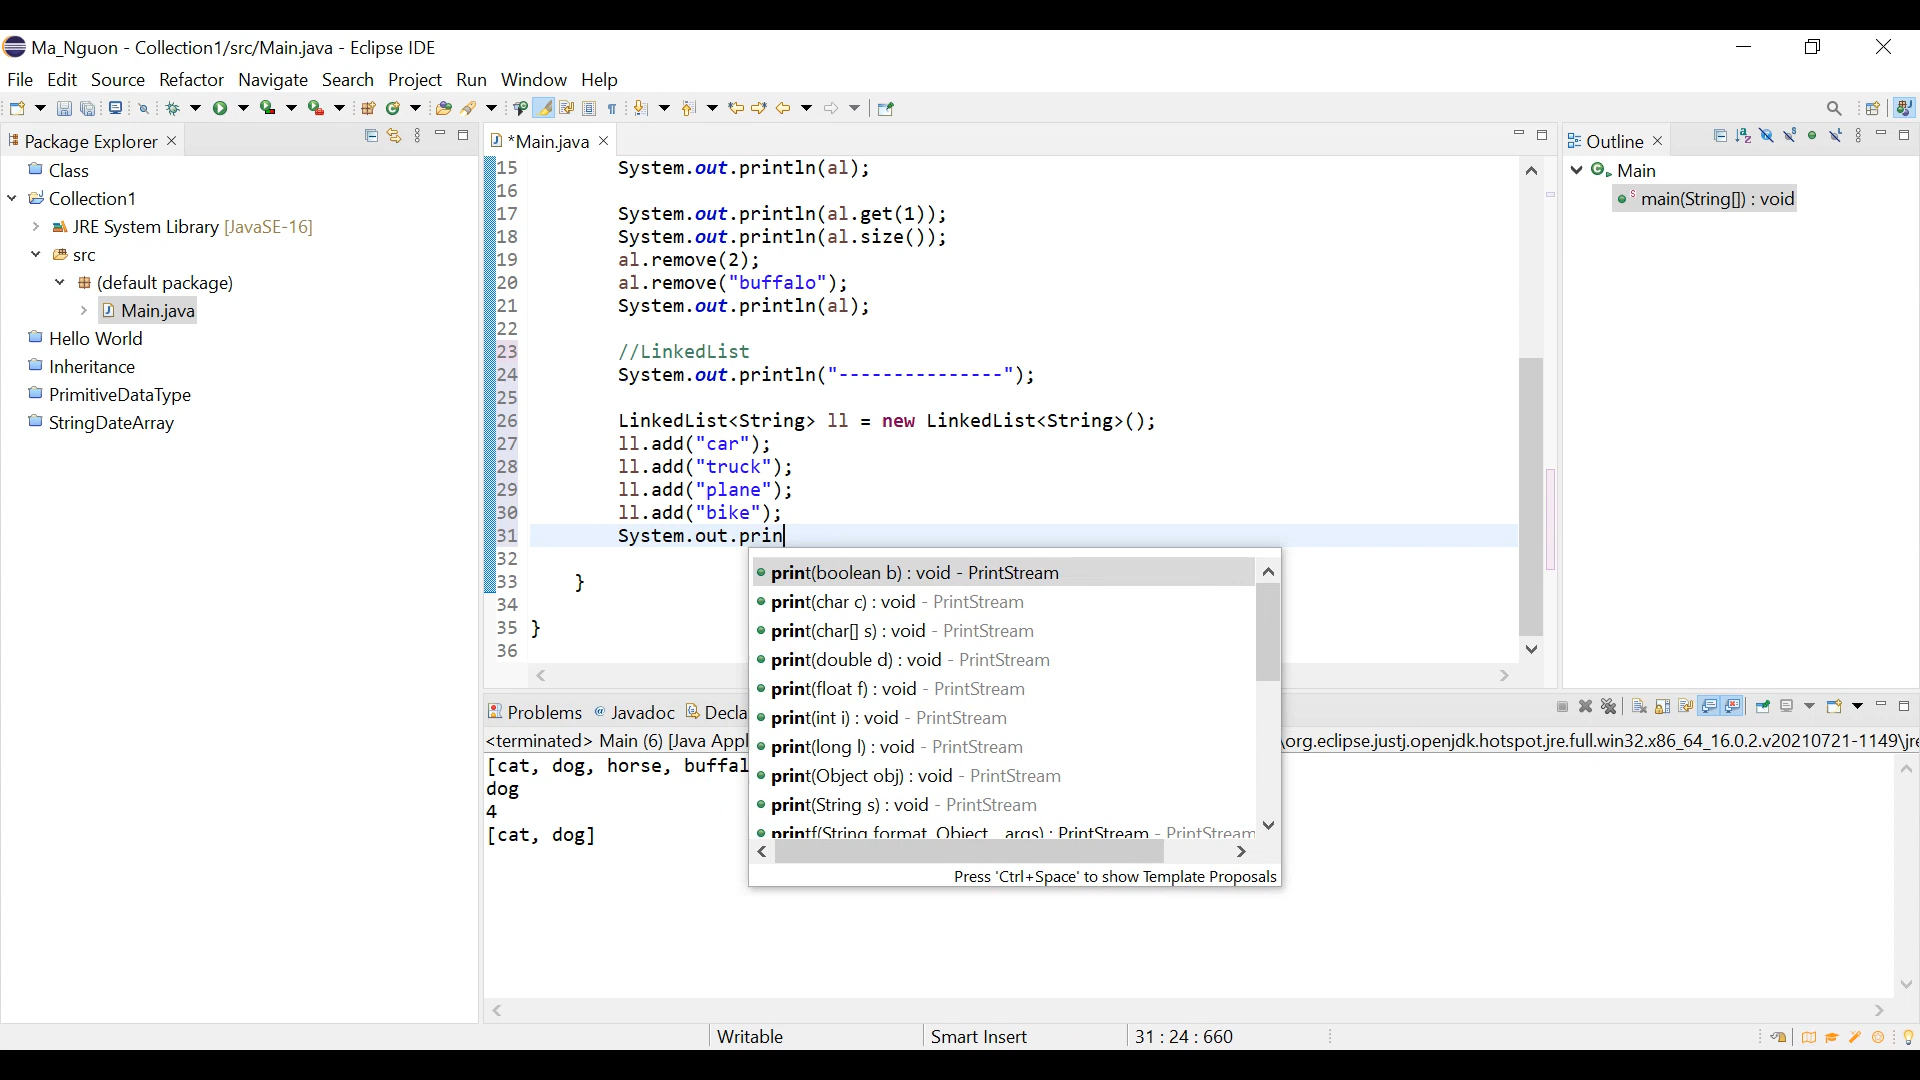 Ma_Nguon - Collection1/src/Main.java - Eclipse IDE
File Edit Source Refactor Navigate Search Project Run Window Help
Package Explorer
Class
Collection1
JRE System Library [JavaSE-16]
src
(default package)
Main.java
Hello World
Inheritance
PrimitiveDataType
StringDateArray
*Main.java
15 System.out.println(al);
16
17 System.out.println(al.get(1));
18 System.out.println(al.size());
19 al.remove(2);
20 al.remove("buffalo");
21 System.out.println(al);
22
23 //LinkedList
24 System.out.println("---------------");
25
26 LinkedList<String> ll = new LinkedList<String>();
27 ll.add("car");
28 ll.add("truck");
29 ll.add("plane");
30 ll.add("bike");
31 System.out.prin
32
33 }
34
35 }
36
print(boolean b) : void - PrintStream
print(char c) : void - PrintStream
print(char[] s) : void - PrintStream
print(double d) : void - PrintStream
print(float f) : void - PrintStream
print(int i) : void - PrintStream
print(long l) : void - PrintStream
print(Object obj) : void - PrintStream
print(String s) : void - PrintStream
printf(String format, Object... args) : PrintStream - PrintStream
Press 'Ctrl+Space' to show Template Proposals
Outline
Main
main(String[]) : void
Problems Javadoc Decla
<terminated> Main (6) [Java Appl \org.eclipse.justj.openjdk.hotspot.jre.full.win32.x86_64_16.0.2.v20210721-1149\jre
[cat, dog, horse, buffal
dog
4
[cat, dog]
Writable Smart Insert 31 : 24 : 660